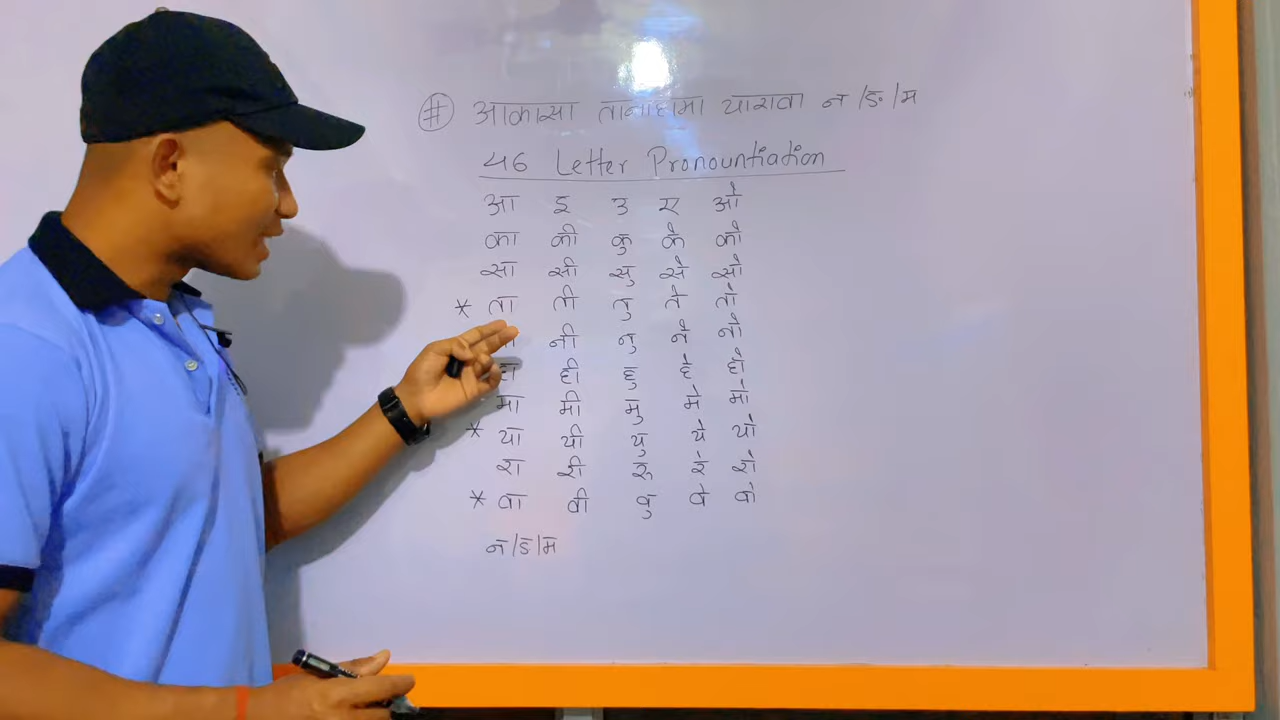 # आकासा तानाहामा यारावा न /ङ /म
46 Letter Pronountiation
आ इ उ ए ओ
का की कु के को
सा सी सु से सो
* ता ती तु ते तो
नी नु ने नो
ही हु हे हो
मा मी मु मे मो
* या यी यु ये यो
रा री रू रे रो
* वा वी वु वे वो
न /ङ /म